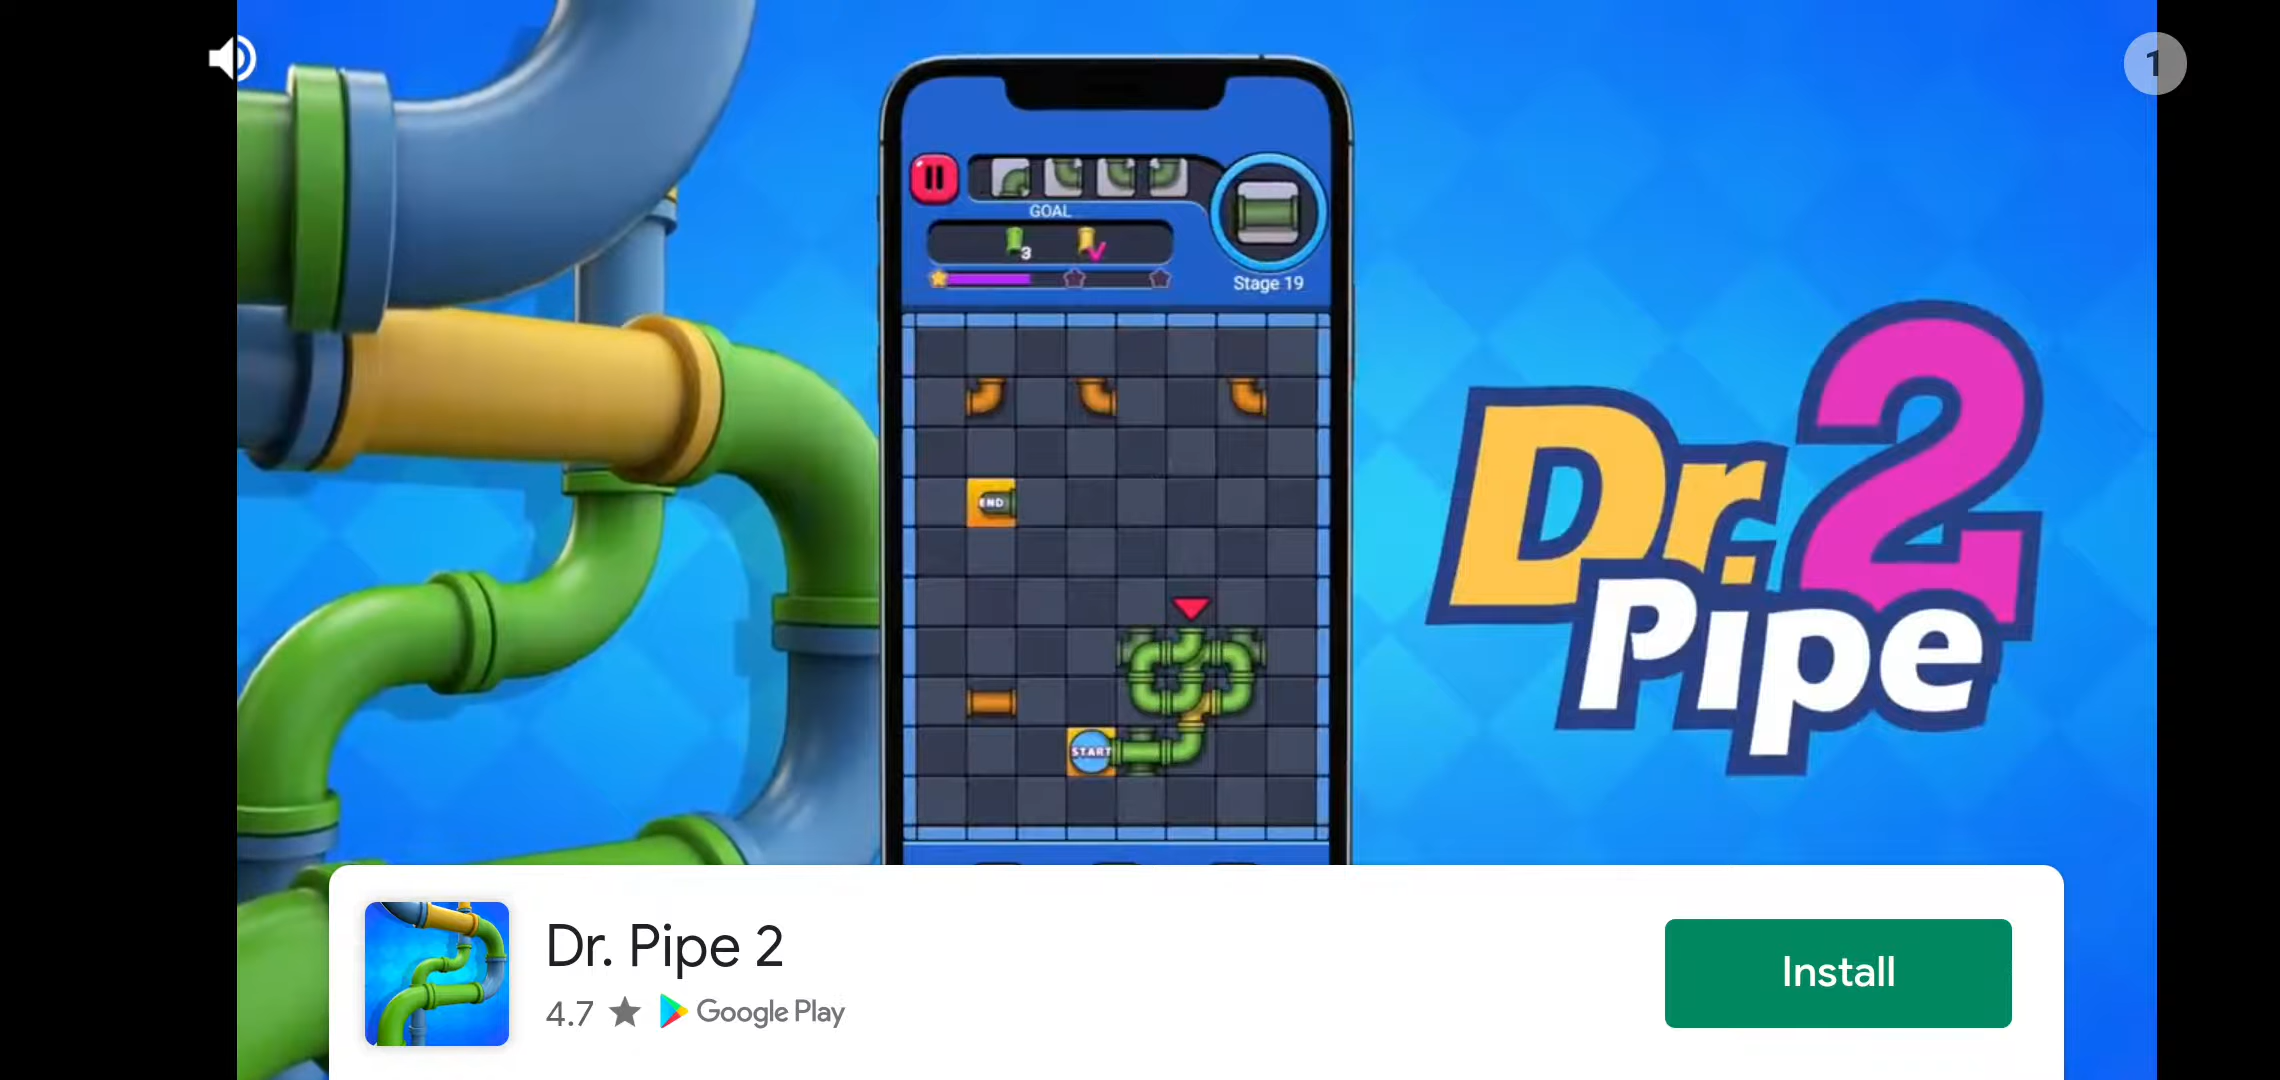 1
GOAL
3
Stage 19
END
START
Dr. 2
Pipe
Dr. Pipe 2
4.7 ★ Google Play
Install